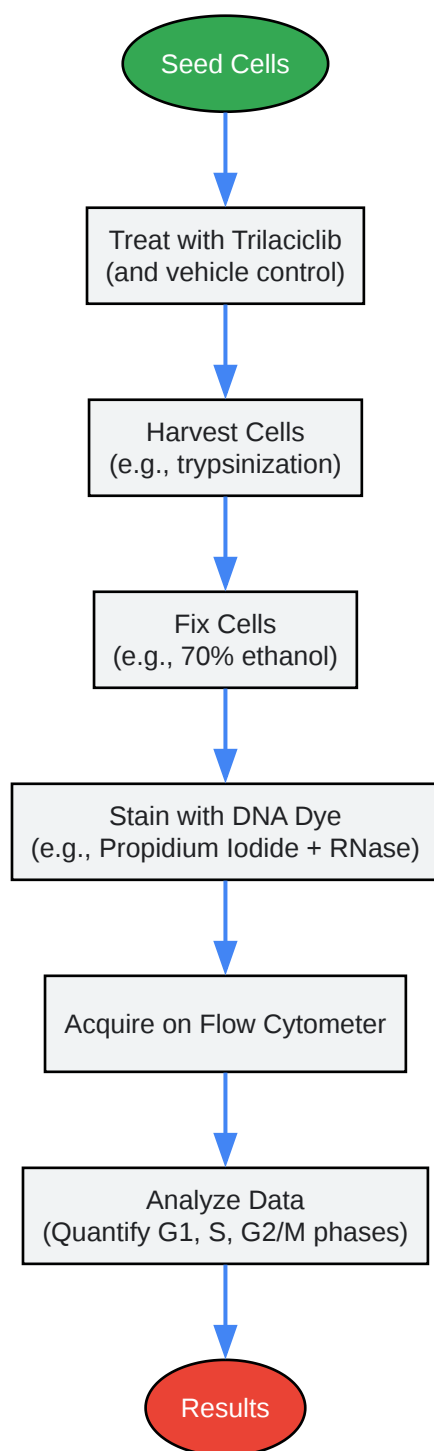 Seed Cells
Treat with Trilaciclib
(and vehicle control)
Harvest Cells
(e.g., trypsinization)
Fix Cells
(e.g., 70% ethanol)
Stain with DNA Dye
(e.g., Propidium Iodide + RNase)
Acquire on Flow Cytometer
Analyze Data
(Quantify G1, S, G2/M phases)
Results